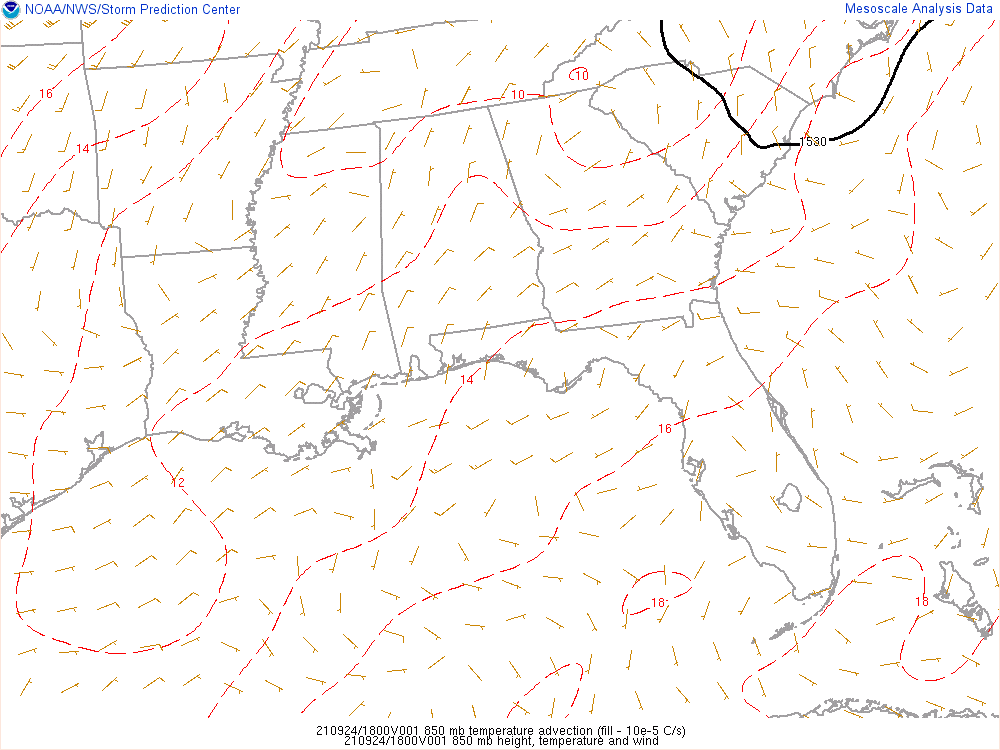 NOAA/NWS/Storm Prediction Center
Mesoscale Analysis Data
16
10
10
14
1530
14
16
12
18
18
210924/1800V001 850 mb temperature advection (fill - 10e-5 C/s)
210924/1800V001 850 mb height, temperature and wind